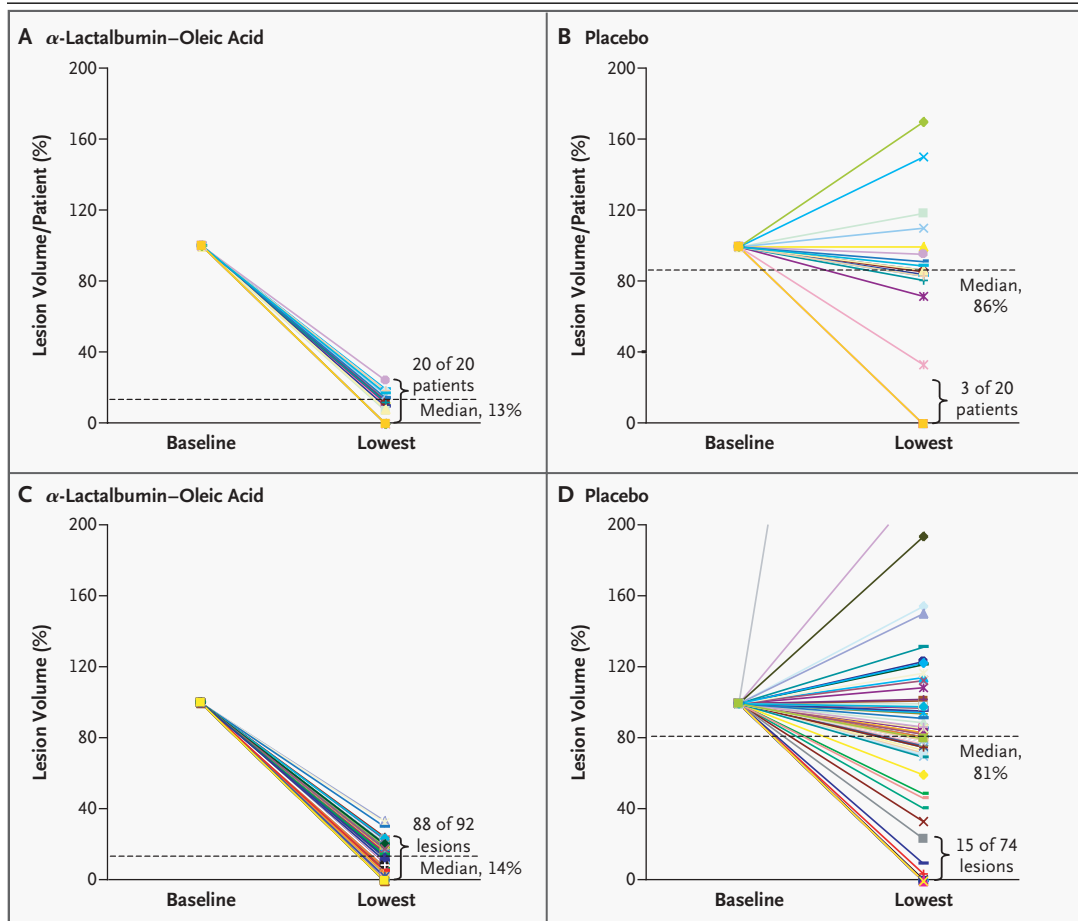 A α-Lactalbumin–Oleic Acid
200
160
120
80
40
0
Lesion Volume/Patient (%)
20 of 20
patients
Median, 13%
Baseline
Lowest
B Placebo
200
160
120
80
40
0
Lesion Volume/Patient (%)
Median,
86%
3 of 20
patients
Baseline
Lowest
C α-Lactalbumin–Oleic Acid
200
160
120
80
40
0
Lesion Volume (%)
88 of 92
lesions
Median, 14%
Baseline
Lowest
D Placebo
200
160
120
80
40
0
Lesion Volume (%)
Median,
81%
15 of 74
lesions
Baseline
Lowest